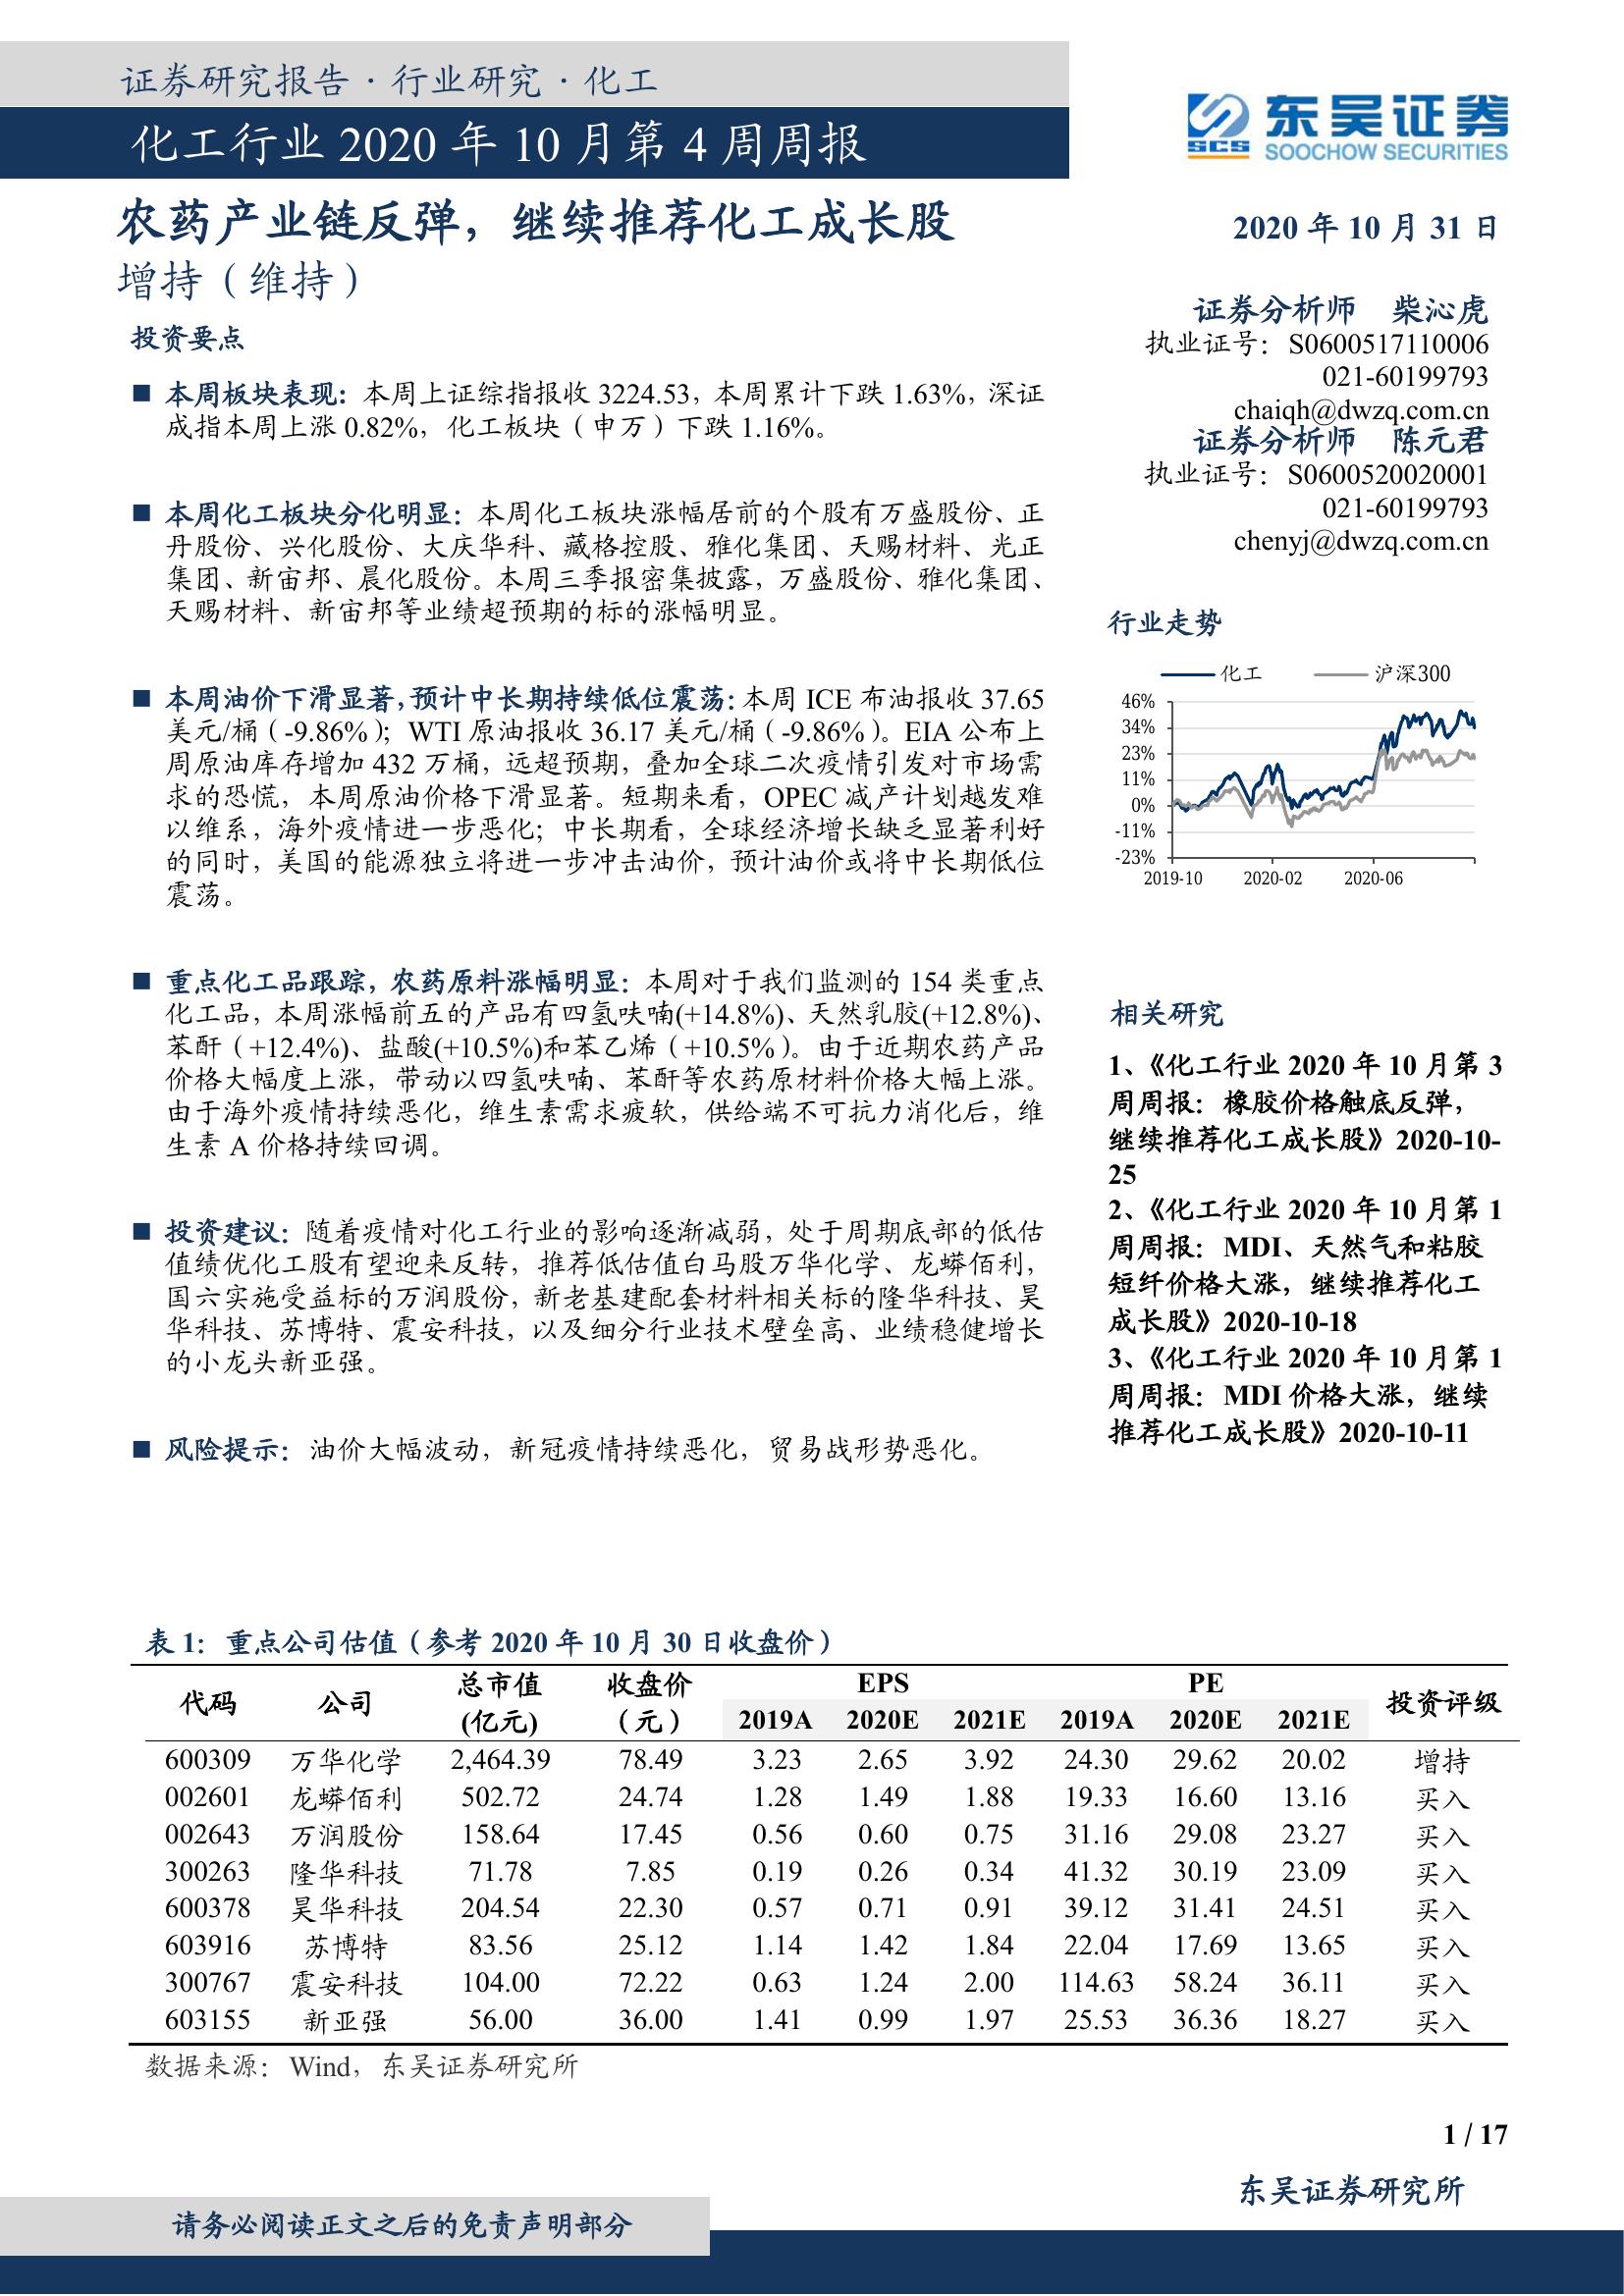 证券研究报告·行业研究·化工
化工行业 2020 年 10 月第 4 周周报
东吴证券
SCS
SOOCHOW SECURITIES
农药产业链反弹，继续推荐化工成长股
增持（维持）
2020 年 10 月 31 日
投资要点
■ 本周板块表现：本周上证综指报收 3224.53，本周累计下跌 1.63%，深证
成指本周上涨 0.82%，化工板块（申万）下跌 1.16%。
■ 本周化工板块分化明显：本周化工板块涨幅居前的个股有万盛股份、正
丹股份、兴化股份、大庆华科、藏格控股、雅化集团、天赐材料、光正
集团、新宙邦、晨化股份。本周三季报密集披露，万盛股份、雅化集团、
天赐材料、新宙邦等业绩超预期的标的涨幅明显。
■ 本周油价下滑显著，预计中长期持续低位震荡：本周 ICE 布油报收 37.65
美元/桶（-9.86%）；WTI 原油报收 36.17 美元/桶（-9.86%）。EIA 公布上
周原油库存增加 432 万桶，远超预期，叠加全球二次疫情引发对市场需
求的恐慌，本周原油价格下滑显著。短期来看，OPEC 减产计划越发难
以维系，海外疫情进一步恶化；中长期看，全球经济增长缺乏显著利好
的同时，美国的能源独立将进一步冲击油价，预计油价或将中长期低位
震荡。
■ 重点化工品跟踪，农药原料涨幅明显：本周对于我们监测的 154 类重点
化工品，本周涨幅前五的产品有四氢呋喃(+14.8%)、天然乳胶(+12.8%)、
苯酐（+12.4%)、盐酸(+10.5%)和苯乙烯（+10.5%）。由于近期农药产品
价格大幅度上涨，带动以四氢呋喃、苯酐等农药原材料价格大幅上涨。
由于海外疫情持续恶化，维生素需求疲软，供给端不可抗力消化后，维
生素 A 价格持续回调。
■ 投资建议：随着疫情对化工行业的影响逐渐减弱，处于周期底部的低估
值绩优化工股有望迎来反转，推荐低估值白马股万华化学、龙蟒佰利，
国六实施受益标的万润股份，新老基建配套材料相关标的隆华科技、昊
华科技、苏博特、震安科技，以及细分行业技术壁垒高、业绩稳健增长
的小龙头新亚强。
■ 风险提示：油价大幅波动，新冠疫情持续恶化，贸易战形势恶化。
证券分析师 柴沁虎
执业证号：S0600517110006
021-60199793
chaiqh@dwzq.com.cn
证券分析师 陈元君
执业证号：S0600520020001
021-60199793
chenyj@dwzq.com.cn
行业走势
化工 沪深300
46%
34%
23%
11%
0%
-11%
-23%
2019-10 2020-02 2020-06
相关研究
1、《化工行业 2020 年 10 月第 3
周周报：橡胶价格触底反弹，
继续推荐化工成长股》2020-10-
25
2、《化工行业 2020 年 10 月第 1
周周报：MDI、天然气和粘胶
短纤价格大涨，继续推荐化工
成长股》2020-10-18
3、《化工行业 2020 年 10 月第 1
周周报：MDI 价格大涨，继续
推荐化工成长股》2020-10-11
表 1：重点公司估值（参考 2020 年 10 月 30 日收盘价）
代码 公司 总市值(亿元) 收盘价（元） EPS PE 投资评级
2019A 2020E 2021E 2019A 2020E 2021E
600309 万华化学 2,464.39 78.49 3.23 2.65 3.92 24.30 29.62 20.02 增持
002601 龙蟒佰利 502.72 24.74 1.28 1.49 1.88 19.33 16.60 13.16 买入
002643 万润股份 158.64 17.45 0.56 0.60 0.75 31.16 29.08 23.27 买入
300263 隆华科技 71.78 7.85 0.19 0.26 0.34 41.32 30.19 23.09 买入
600378 昊华科技 204.54 22.30 0.57 0.71 0.91 39.12 31.41 24.51 买入
603916 苏博特 83.56 25.12 1.14 1.42 1.84 22.04 17.69 13.65 买入
300767 震安科技 104.00 72.22 0.63 1.24 2.00 114.63 58.24 36.11 买入
603155 新亚强 56.00 36.00 1.41 0.99 1.97 25.53 36.36 18.27 买入
数据来源：Wind，东吴证券研究所
1 / 17
东吴证券研究所
请务必阅读正文之后的免责声明部分